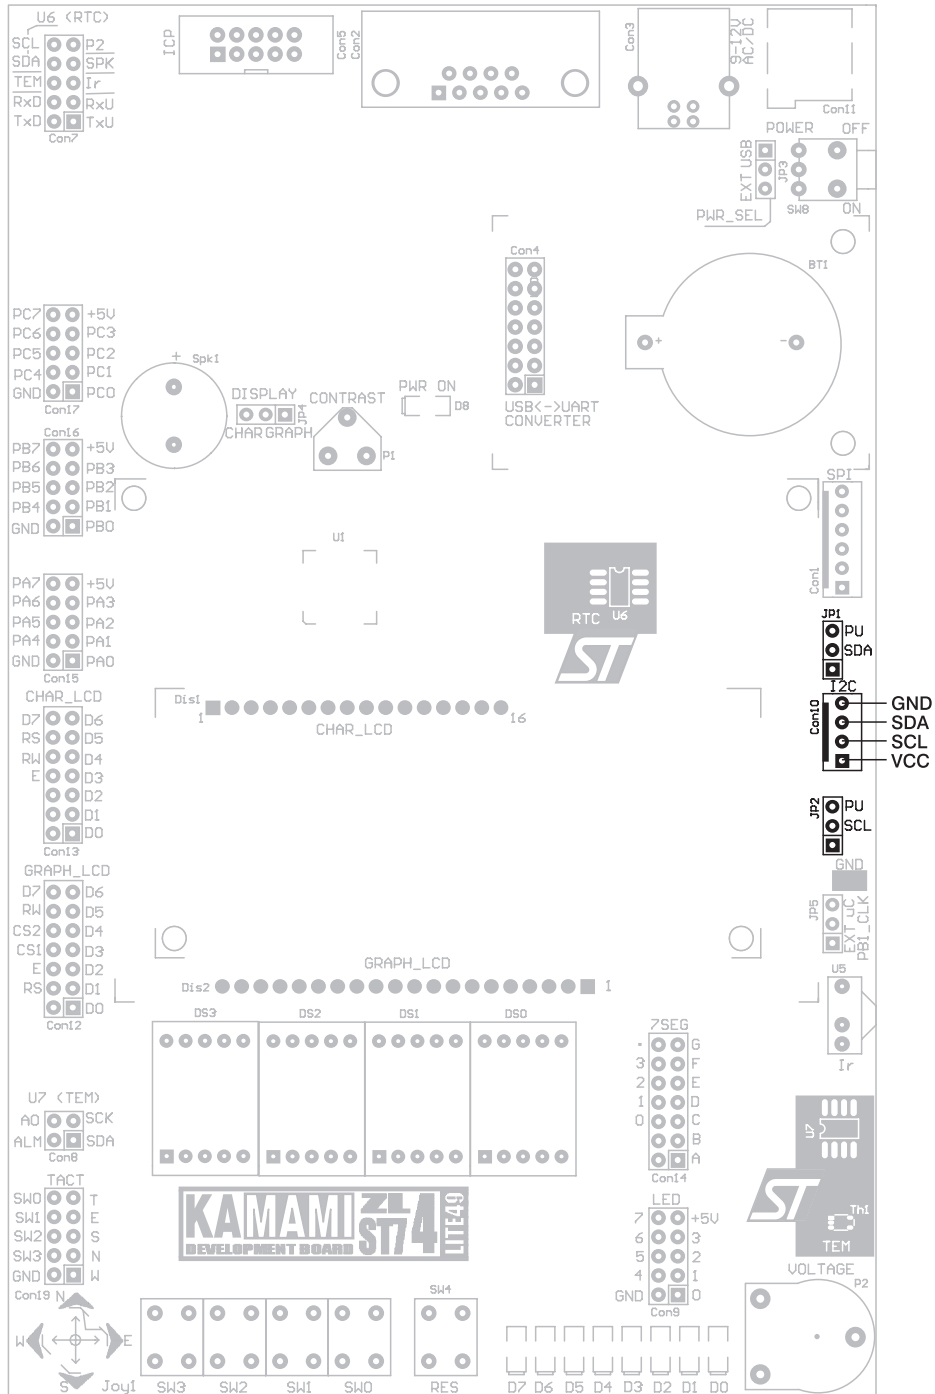 U6 (RTC)
SCL P2
SDA SPK
TEM Ir
RxD RxU
TxD TxU
Con7
ICP
Con5
Con2
Con3
9-12V
AC/DC
Con11
POWER OFF
EXT USB
JP3
SW8 ON
PWR_SEL
Con4
USB<->UART
CONVERTER
BT1
+ -
PC7 +5V
PC6 PC3
PC5 PC2
PC4 PC1
GND PC0
Con17
+ Spk1
DISPLAY
JP4
CHAR GRAPH
CONTRAST
P1
PWR ON
D8
Con16
PB7 +5V
PB6 PB3
PB5 PB2
PB4 PB1
GND PB0
SPI
Con1
U1
RTC U6
ST
PA7 +5V
PA6 PA3
PA5 PA2
PA4 PA1
GND PA0
Con15
JP1
PU
SDA
I2C
Con10
GND
SDA
SCL
VCC
JP2
PU
SCL
GND
JP5
EXT uC
PB1_CLK
CHAR_LCD
D7 D6
RS D5
RW D4
E D3
D2
D1
D0
Con13
Dis1
1 16
CHAR_LCD
GRAPH_LCD
D7 D6
RW D5
CS2 D4
CS1 D3
E D2
RS D1
D0
Con12
GRAPH_LCD
Dis2 1
DS3 DS2 DS1 DS0
7SEG
. G
3 F
2 E
1 D
0 C
B
A
Con14
U5
Ir
U7 (TEM)
A0 SCK
ALM SDA
Con8
U7
ST
Th1
TEM
TACT
SW0 T
SW1 E
SW2 S
SW3 N
GND W
Con19
KAMAMI
DEVELOPMENT BOARD
ZL4
ST7
LITE49
LED
7 +5V
6 3
5 2
4 1
GND 0
Con9
VOLTAGE
P2
N
W E
S
Joy1
SW3 SW2 SW1 SW0
SW4
RES
D7 D6 D5 D4 D3 D2 D1 D0